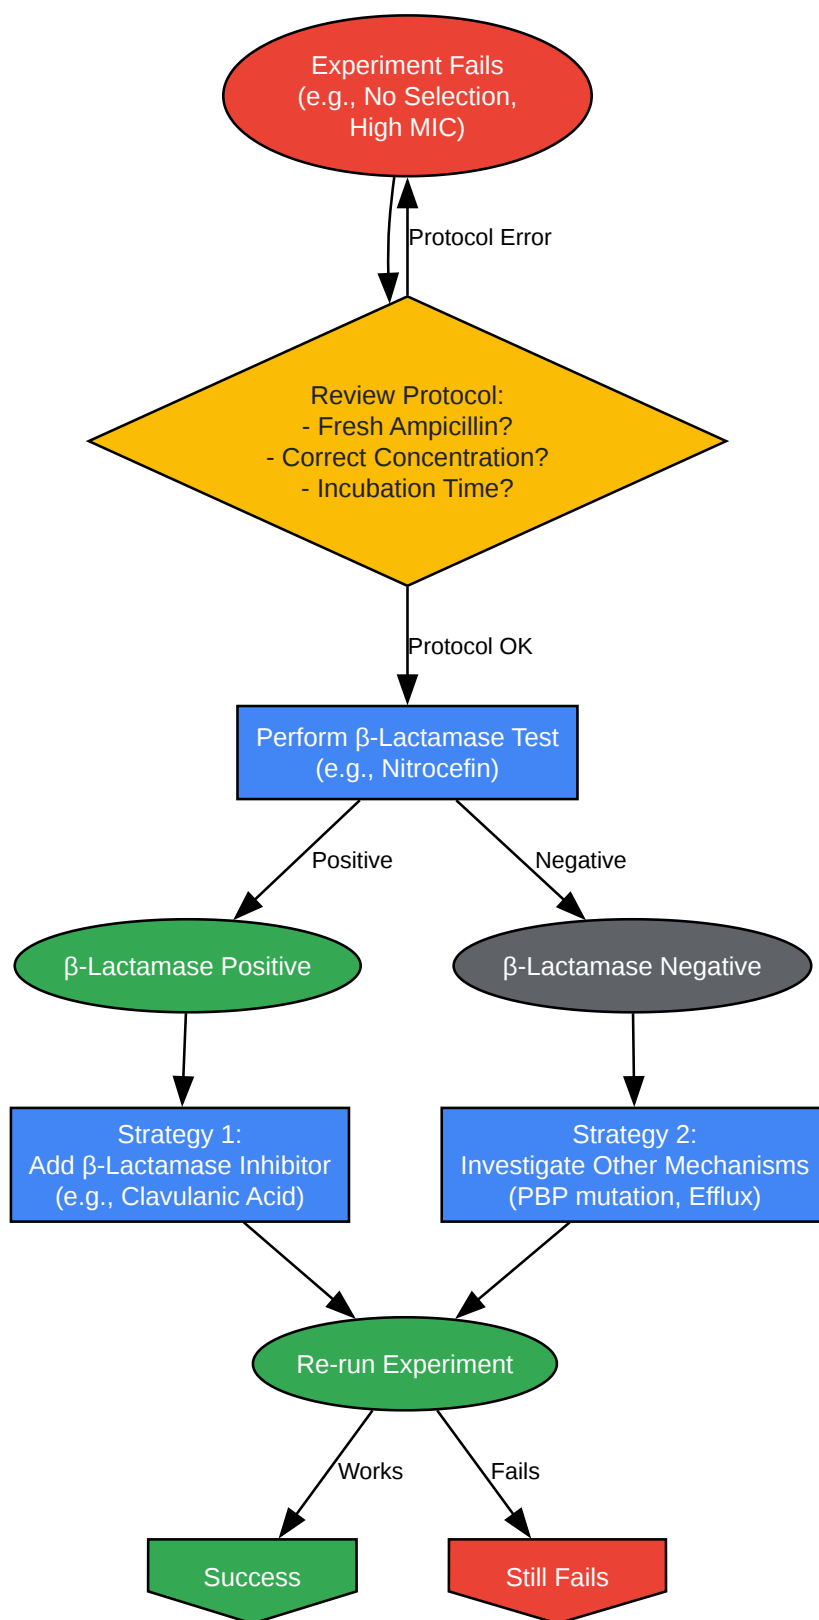 Experiment Fails
(e.g., No Selection,
High MIC)
Protocol Error
Review Protocol:
- Fresh Ampicillin?
- Correct Concentration?
- Incubation Time?
Protocol OK
Perform β-Lactamase Test
(e.g., Nitrocefin)
Positive
Negative
β-Lactamase Positive
β-Lactamase Negative
Strategy 1:
Add β-Lactamase Inhibitor
(e.g., Clavulanic Acid)
Strategy 2:
Investigate Other Mechanisms
(PBP mutation, Efflux)
Re-run Experiment
Works
Fails
Success
Still Fails